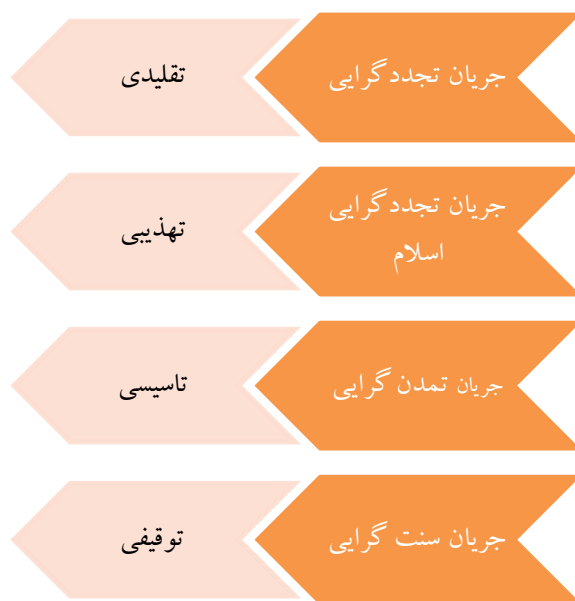 جریان تجددگرایی
تقلیدی
جریان تجددگرایی
اسلام
تهذیبی
جریان تمدن گرایی
تاسیسی
جریان سنت گرایی
توقیفی